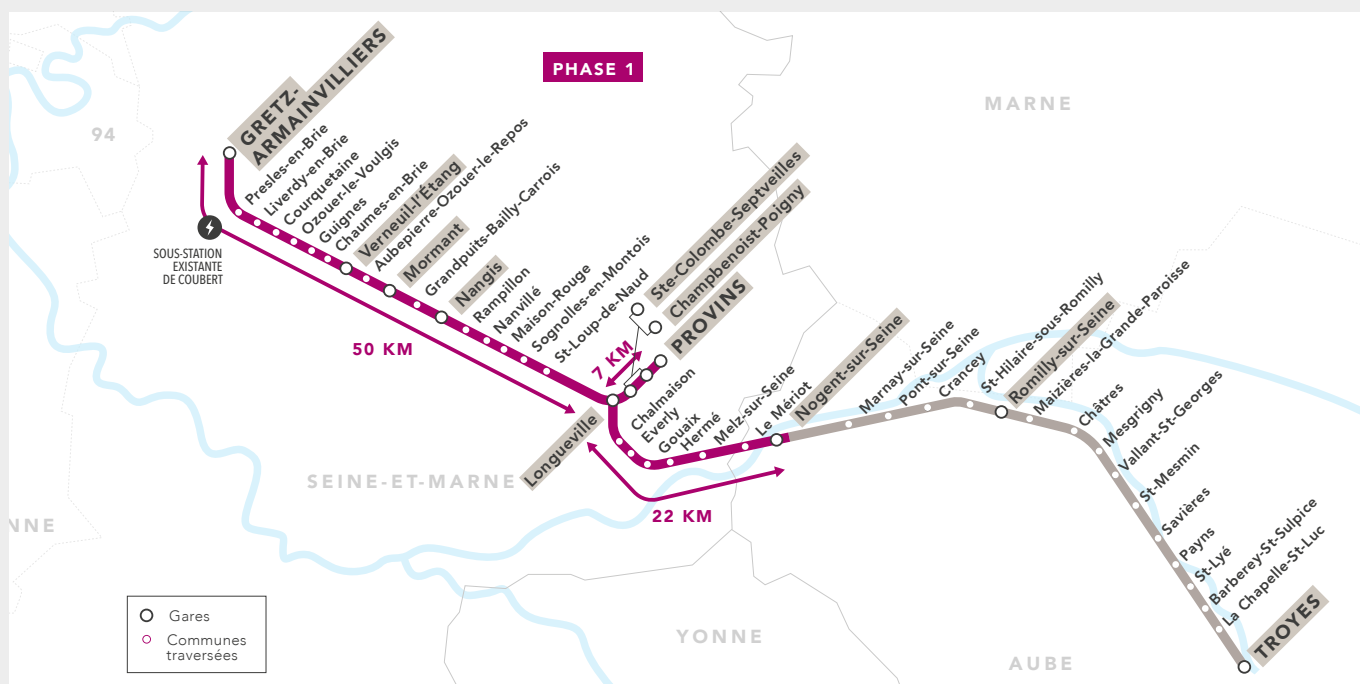 PHASE 1
MARNE
94
GRETZ-
ARMAINVILLIERS
Presles-en-Brie
Liverdy-en-Brie
Courquetaine
Ozouer-le-Voulgis
Guignes
Chaumes-en-Brie
Verneuil-l'Étang
Aubepierre-Ozouer-le-Repos
Mormant
Grandpuits-Bailly-Carrois
Nangis
Rampillon
Nanvillé
Maison-Rouge
Sognolles-en-Montois
St-Loup-de-Naud
Ste-Colombe-Septveilles
Champbenoist-Poigny
PROVINS
SOUS-STATION
EXISTANTE
DE COUBERT
50 KM
7 KM
Longueville
Chalmaison
Everly
Gouaix
Hermé
Melz-sur-Seine
Le Mériot
Nogent-sur-Seine
Marnay-sur-Seine
Pont-sur-Seine
Crancey
St-Hilaire-sous-Romilly
Romilly-sur-Seine
Maizières-la-Grande-Paroisse
Châtres
Mesgrigny
Vallant-St-Georges
St-Mesmin
Savières
Payns
St-Lyé
Barberey-St-Sulpice
La Chapelle-St-Luc
TROYES
SEINE-ET-MARNE
22 KM
NNE
YONNE
AUBE
Gares
Communes
traversées